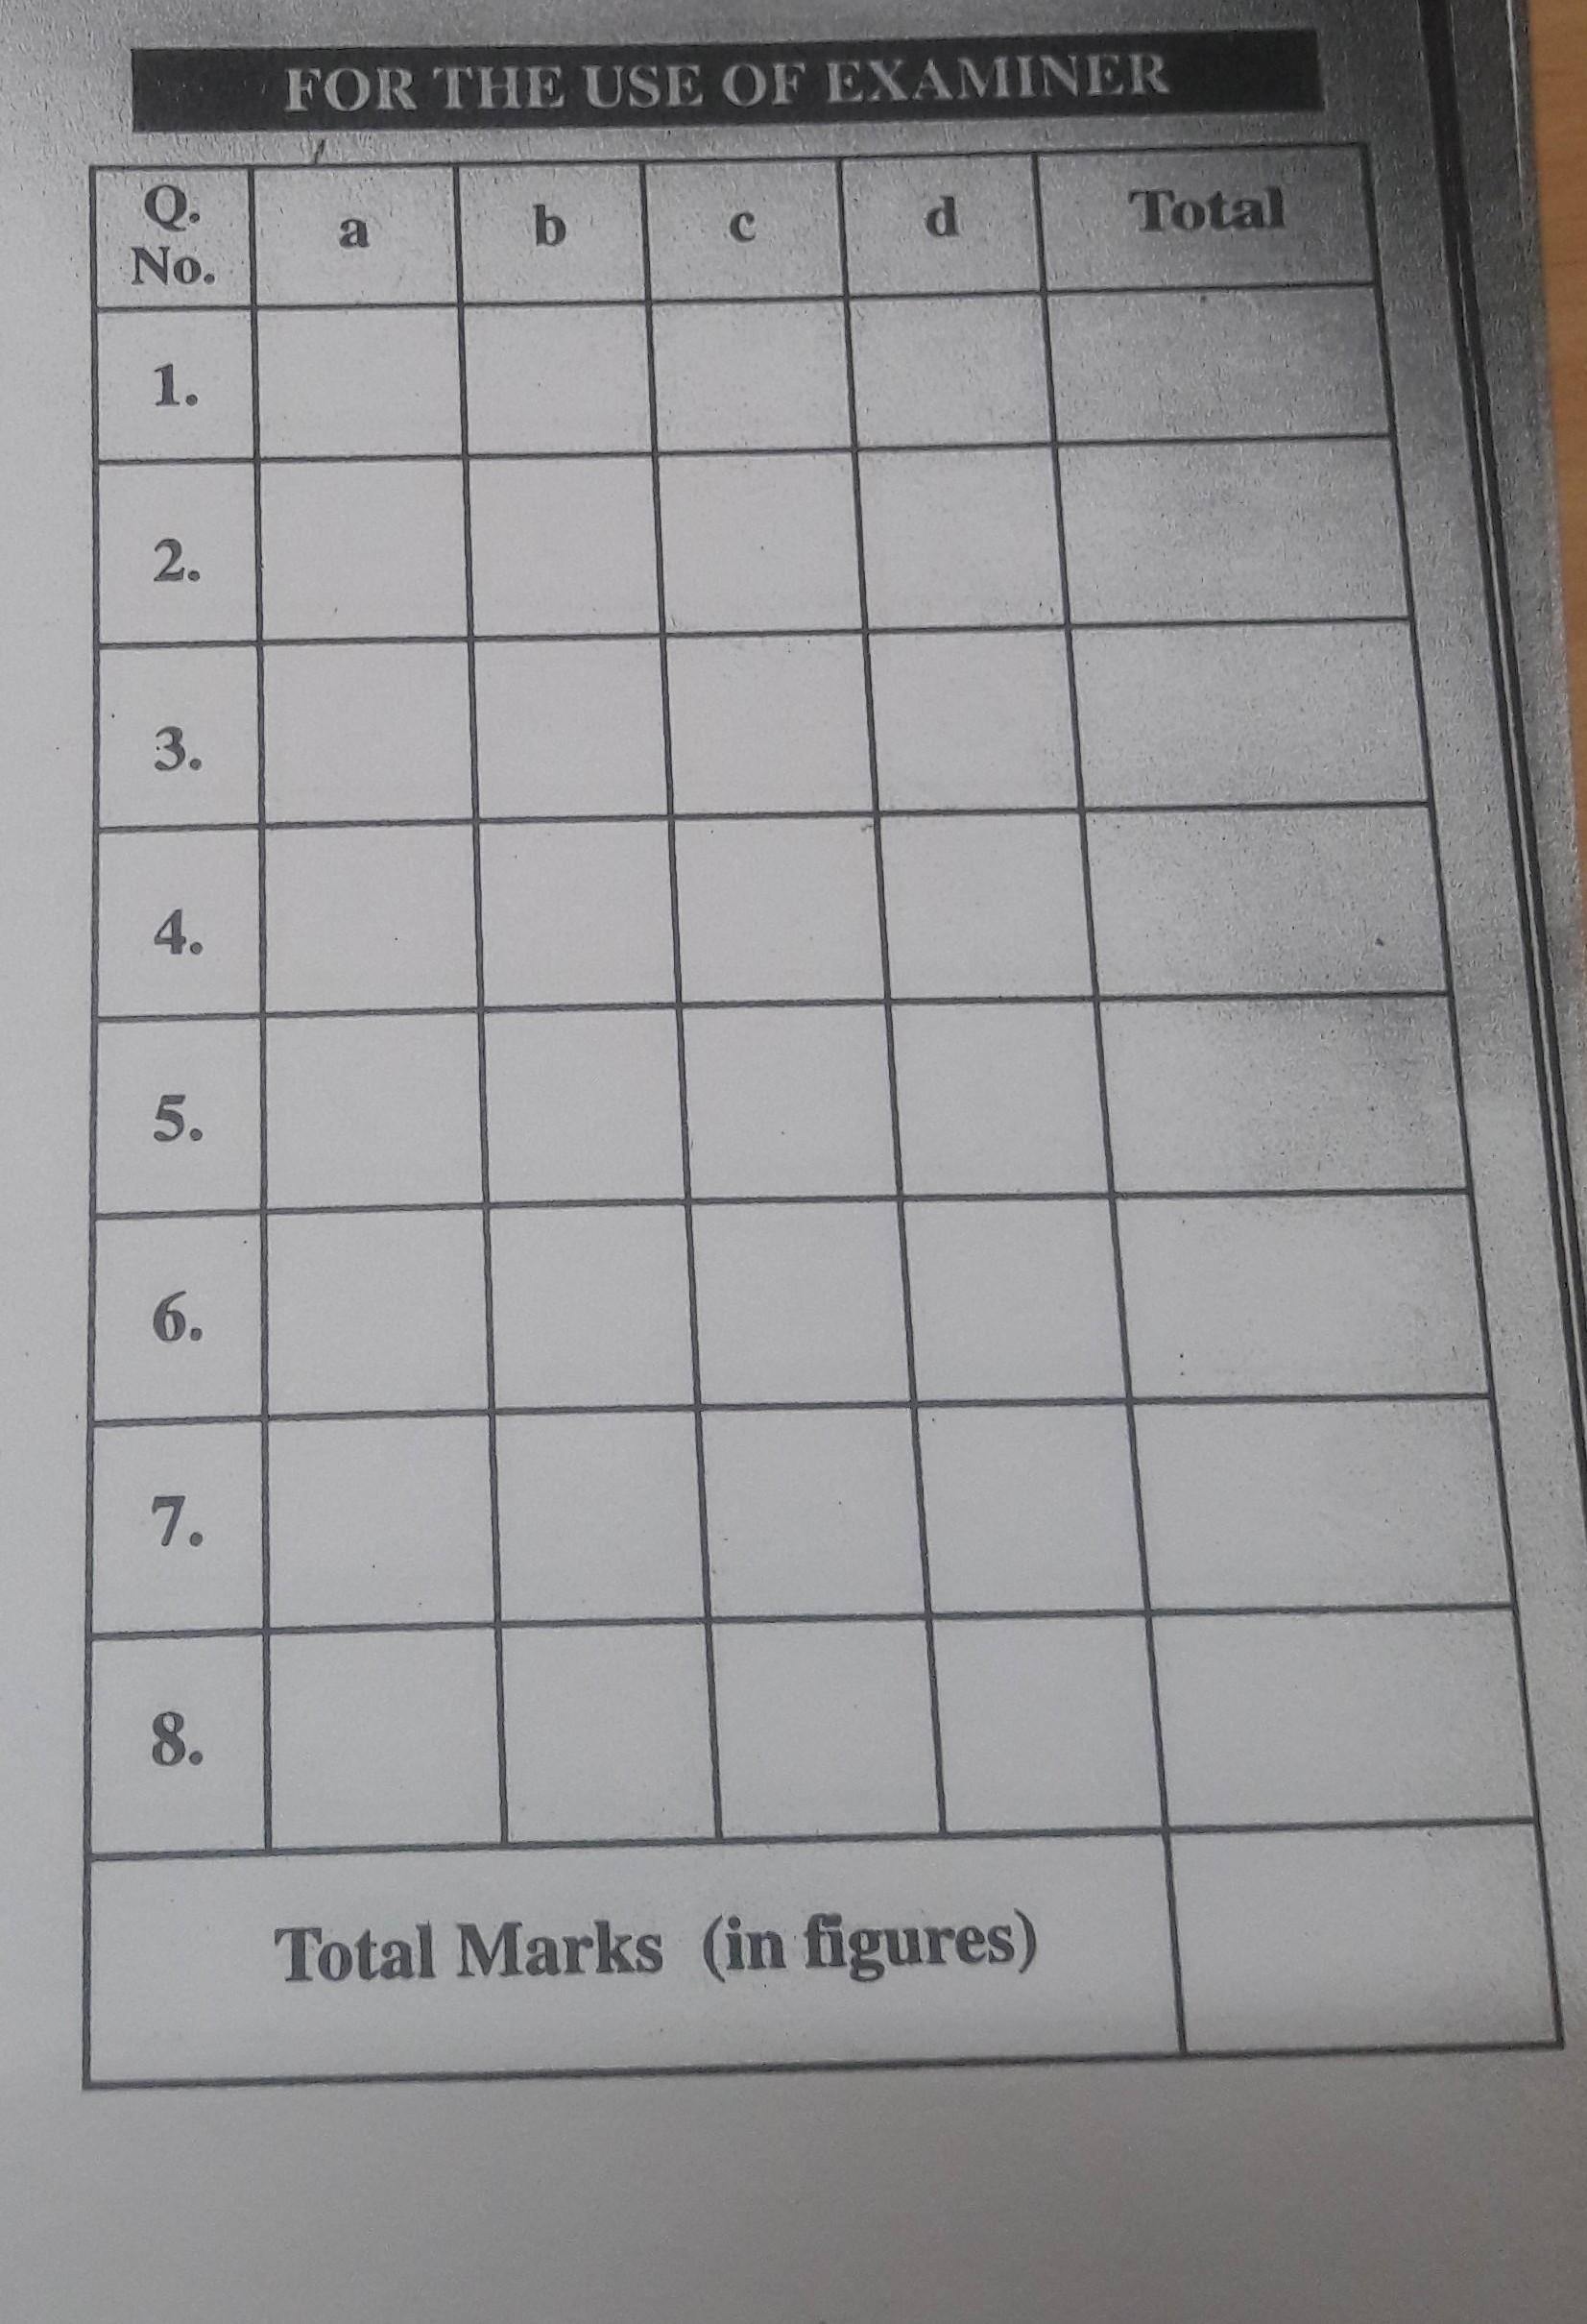 FOR THE USE OF EXAMINER
Q. No. a b c d Total
1.
2.
3.
4.
5.
6.
7.
8.
Total Marks (in figures)